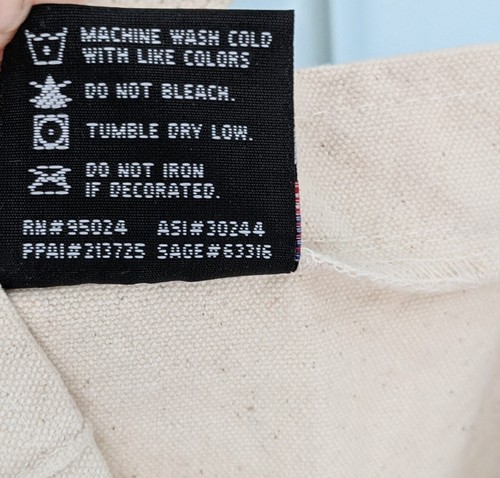 MACHINE WASH COLD
WITH LIKE COLORS
DO NOT BLEACH.
TUMBLE DRY LOW.
DO NOT IRON
IF DECORATED.
RN#95024 ASI#30244
PPAI#213725 SAGE#63316